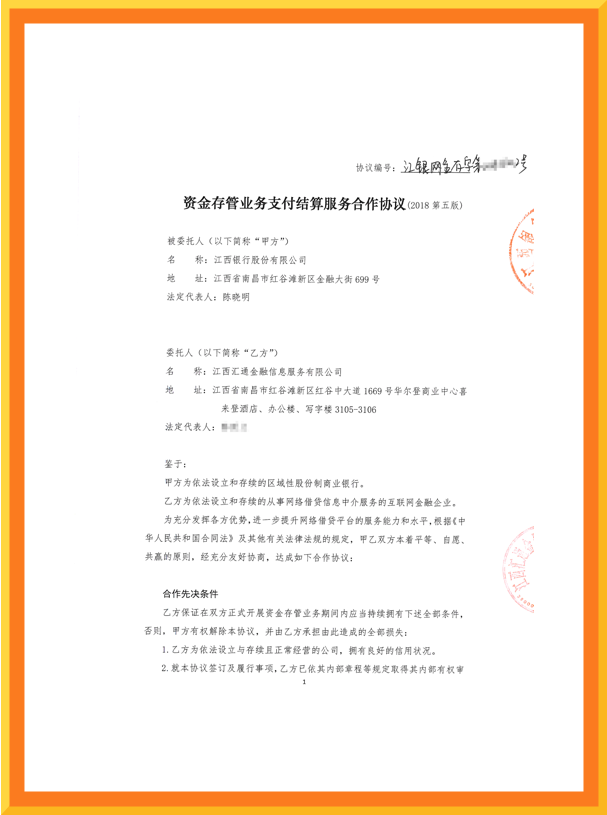 协议编号：江银网金存字第 号
资金存管业务支付结算服务合作协议(2018 第五版)
被委托人（以下简称“甲方”）
名 称：江西银行股份有限公司
地 址：江西省南昌市红谷滩新区金融大街 699 号
法定代表人：陈晓明
委托人（以下简称“乙方”）
名 称：江西汇通金融信息服务有限公司
地 址：江西省南昌市红谷滩新区红谷中大道 1669 号华尔登商业中心喜
来登酒店、办公楼、写字楼 3105-3106
法定代表人：
鉴于：
甲方为依法设立和存续的区域性股份制商业银行。
乙方为依法设立和存续的从事网络借贷信息中介服务的互联网金融企业。
为充分发挥各方优势,进一步提升网络借贷平台的服务能力和水平,根据《中
华人民共和国合同法》及其他有关法律法规的规定，甲乙双方本着平等、自愿、
共赢的原则，经充分发好协商，达成如下合作协议：
合作先决条件
乙方保证在双方正式开展资金存管业务期间内应当持续拥有下述全部条件，
否则，甲方有权解除本协议，并由乙方承担由此造成的全部损失：
1.乙方为依法设立与存续且正常经营的公司，拥有良好的信用状况。
2.就本协议签订及履行事项,乙方已依其内部章程等规定取得其内部有权审
1